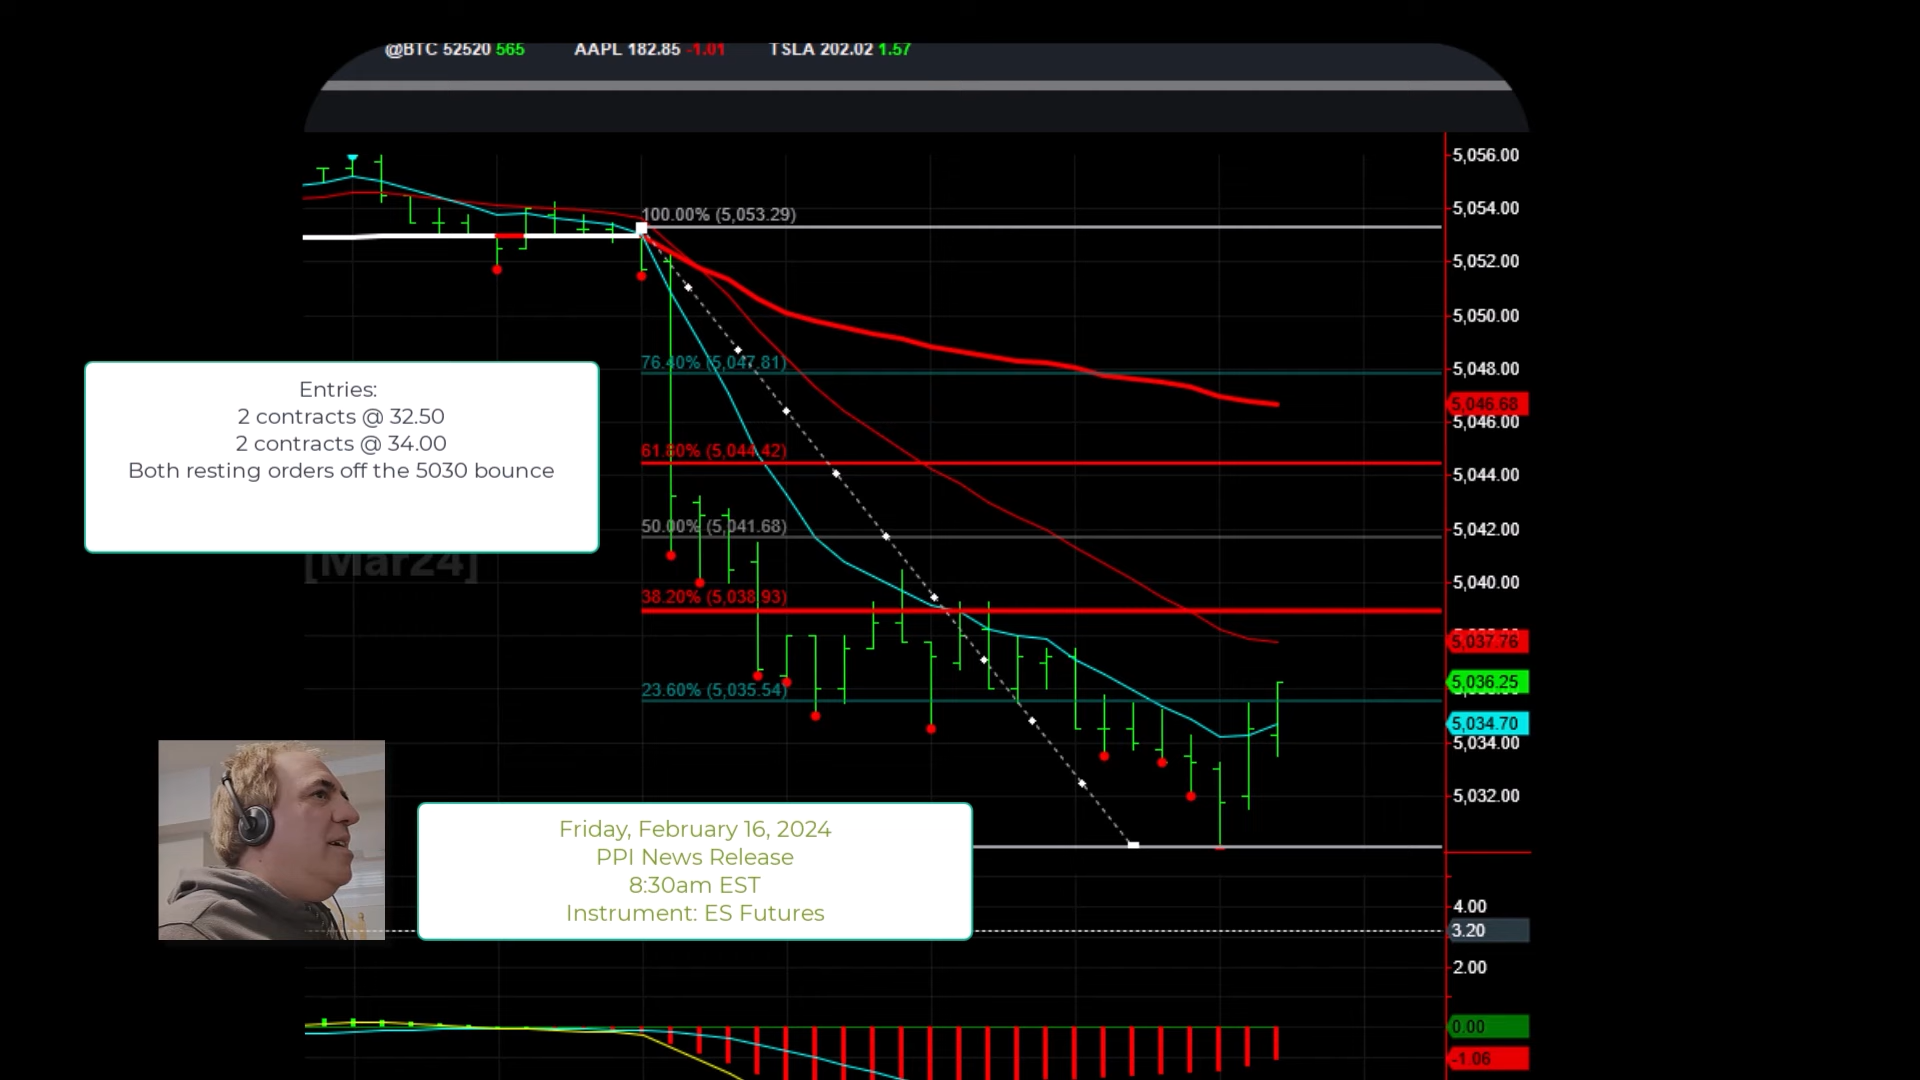 @BTC 52520 565 AAPL 182.85 -1.01 TSLA 202.02 1.57
5,056.00
100.00% (5,053.29)
5,054.00
5,052.00
5,050.00
76.40% (5,047.81)
5,048.00
5,046.68
5,046.00
Entries:
2 contracts @ 32.50
2 contracts @ 34.00
Both resting orders off the 5030 bounce
61.80% (5,044.42)
5,044.00
50.00% (5,041.68)
5,042.00
[Mar24]
5,040.00
38.20% (5,038.93)
5,037.76
5,036.25
23.60% (5,035.54)
5,034.70
5,034.00
5,032.00
Friday, February 16, 2024
PPI News Release
8:30am EST
Instrument: ES Futures
4.00
3.20
2.00
0.00
-1.06